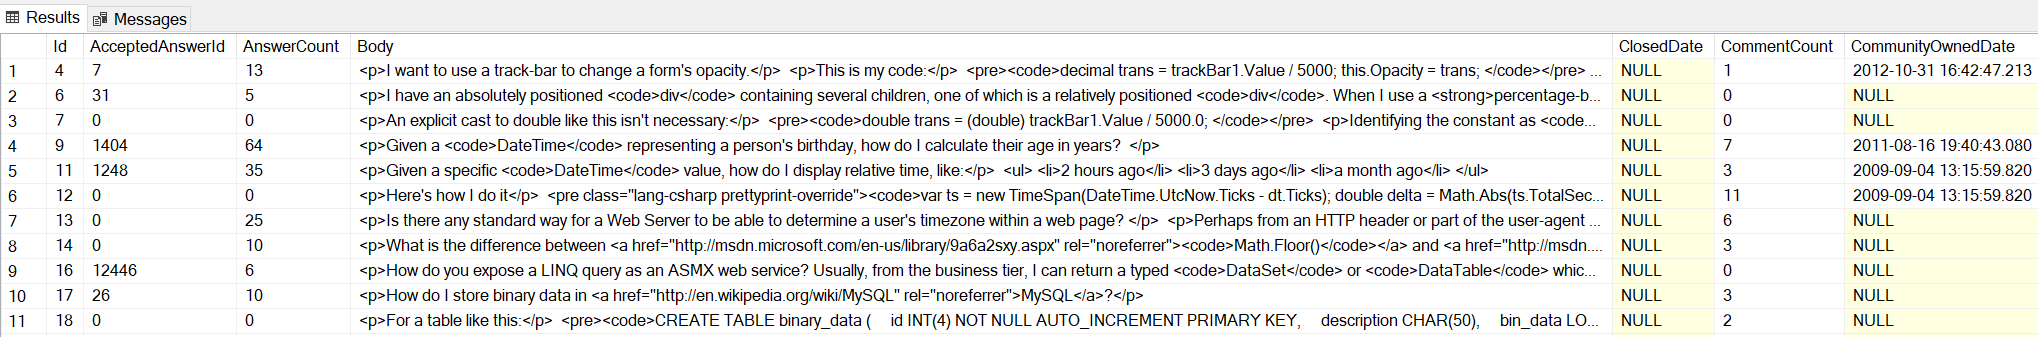 Results Messages
Id AcceptedAnswerId AnswerCount Body ClosedDate CommentCount CommunityOwnedDate
1 4 7 13 <p>I want to use a track-bar to change a form's opacity.</p> <p>This is my code:</p> <pre><code>decimal trans = trackBar1.Value / 5000; this.Opacity = trans; </code></pre> ... NULL 1 2012-10-31 16:42:47.213
2 6 31 5 <p>I have an absolutely positioned <code>div</code> containing several children, one of which is a relatively positioned <code>div</code>. When I use a <strong>percentage-b... NULL 0 NULL
3 7 0 0 <p>An explicit cast to double like this isn't necessary:</p> <pre><code>double trans = (double) trackBar1.Value / 5000.0; </code></pre> <p>Identifying the constant as <code... NULL 0 NULL
4 9 1404 64 <p>Given a <code>DateTime</code> representing a person's birthday, how do I calculate their age in years? </p> NULL 7 2011-08-16 19:40:43.080
5 11 1248 35 <p>Given a specific <code>DateTime</code> value, how do I display relative time, like:</p> <ul> <li>2 hours ago</li> <li>3 days ago</li> <li>a month ago</li> </ul> NULL 3 2009-09-04 13:15:59.820
6 12 0 0 <p>Here's how I do it</p> <pre class="lang-csharp prettyprint-override"><code>var ts = new TimeSpan(DateTime.UtcNow.Ticks - dt.Ticks); double delta = Math.Abs(ts.TotalSec... NULL 11 2009-09-04 13:15:59.820
7 13 0 25 <p>Is there any standard way for a Web Server to be able to determine a user's timezone within a web page? </p> <p>Perhaps from an HTTP header or part of the user-agent ... NULL 6 NULL
8 14 0 10 <p>What is the difference between <a href="http://msdn.microsoft.com/en-us/library/9a6a2sxy.aspx" rel="noreferrer"><code>Math.Floor()</code></a> and <a href="http://msdn.... NULL 3 NULL
9 16 12446 6 <p>How do you expose a LINQ query as an ASMX web service? Usually, from the business tier, I can return a typed <code>DataSet</code> or <code>DataTable</code> whic... NULL 0 NULL
10 17 26 10 <p>How do I store binary data in <a href="http://en.wikipedia.org/wiki/MySQL" rel="noreferrer">MySQL</a>?</p> NULL 3 NULL
11 18 0 0 <p>For a table like this:</p> <pre><code>CREATE TABLE binary_data ( id INT(4) NOT NULL AUTO_INCREMENT PRIMARY KEY, description CHAR(50), bin_data LO... NULL 2 NULL